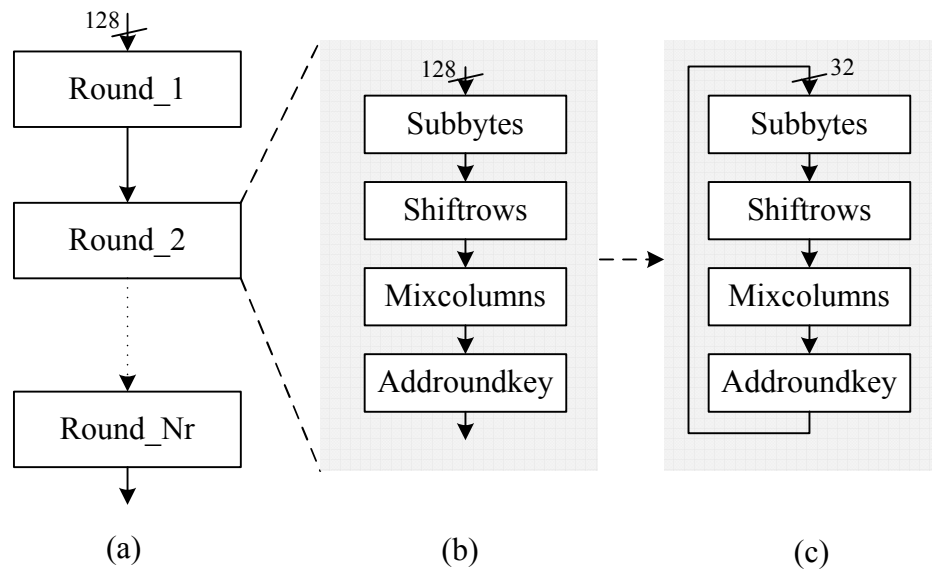 128
Round_1
Round_2
Round_Nr
(a)
128
Subbytes
Shiftrows
Mixcolumns
Addroundkey
(b)
32
Subbytes
Shiftrows
Mixcolumns
Addroundkey
(c)